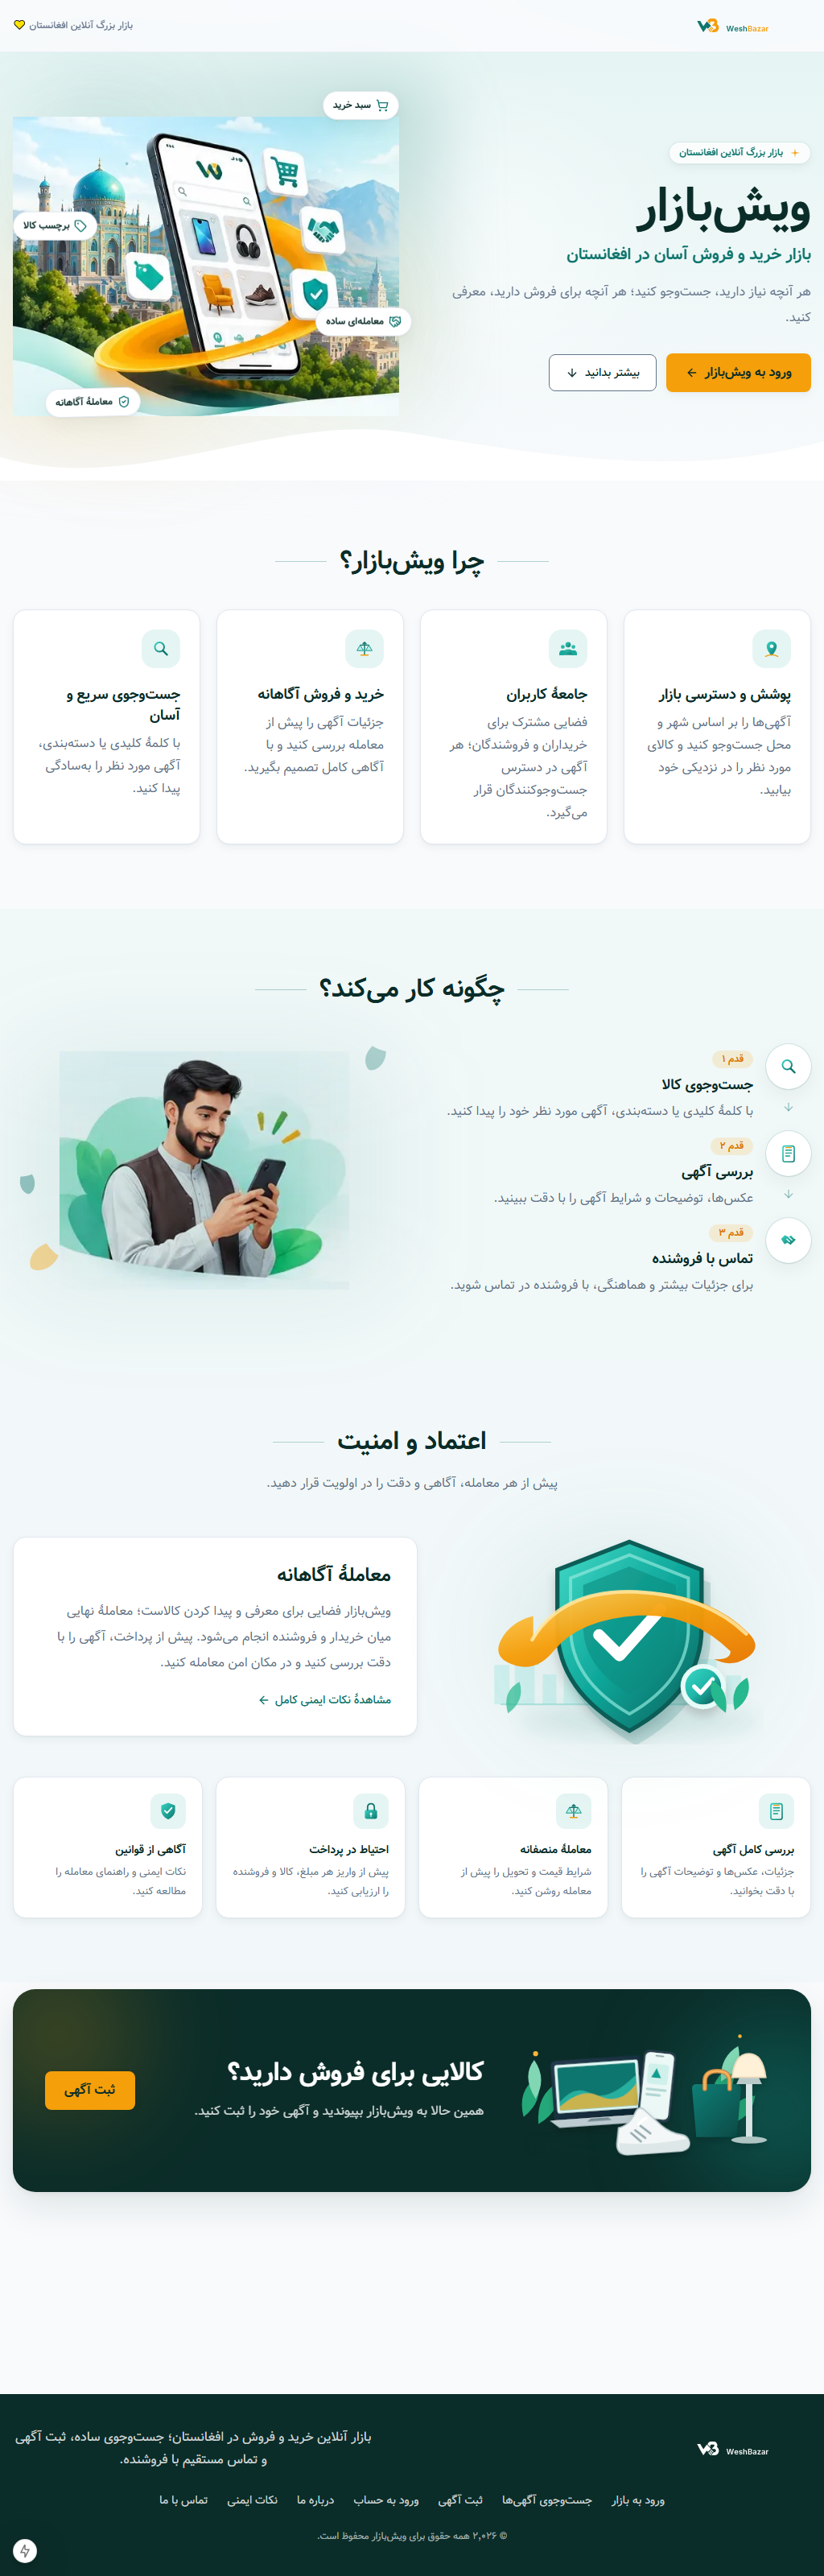 WeshBazar
بازار بزرگ آنلاین افغانستان
بازار بزرگ آنلاین افغانستان
ویش‌بازار
بازار خرید و فروش آسان در افغانستان
هر آنچه نیاز دارید، جست‌وجو کنید؛ هر آنچه برای فروش دارید، معرفی
کنید.
ورود به ویش‌بازار
بیشتر بدانید
سبد خرید
برچسب کالا
معامله‌ای ساده
معاملهٔ آگاهانه
چرا ویش‌بازار؟
پوشش و دسترسی بازار
آگهی‌ها را بر اساس شهر و
محل جست‌وجو کنید و کالای
مورد نظر را در نزدیکی خود
بیابید.
جامعهٔ کاربران
فضایی مشترک برای
خریداران و فروشندگان؛ هر
آگهی در دسترس
جست‌وجوکنندگان قرار
می‌گیرد.
خرید و فروش آگاهانه
جزئیات آگهی را پیش از
معامله بررسی کنید و با
آگاهی کامل تصمیم بگیرید.
جست‌وجوی سریع و
آسان
با کلمهٔ کلیدی یا دسته‌بندی،
آگهی مورد نظر را به‌سادگی
پیدا کنید.
چگونه کار می‌کند؟
قدم ۱
جست‌وجوی کالا
با کلمهٔ کلیدی یا دسته‌بندی، آگهی مورد نظر خود را پیدا کنید.
قدم ۲
بررسی آگهی
عکس‌ها، توضیحات و شرایط آگهی را با دقت ببینید.
قدم ۳
تماس با فروشنده
برای جزئیات بیشتر و هماهنگی، با فروشنده در تماس شوید.
اعتماد و امنیت
پیش از هر معامله، آگاهی و دقت را در اولویت قرار دهید.
معاملهٔ آگاهانه
ویش‌بازار فضایی برای معرفی و پیدا کردن کالاست؛ معاملهٔ نهایی
میان خریدار و فروشنده انجام می‌شود. پیش از پرداخت، آگهی را با
دقت بررسی کنید و در مکان امن معامله کنید.
مشاهدهٔ نکات ایمنی کامل
بررسی کامل آگهی
جزئیات، عکس‌ها و توضیحات آگهی را
با دقت بخوانید.
معاملهٔ منصفانه
شرایط قیمت و تحویل را پیش از
معامله روشن کنید.
احتیاط در پرداخت
پیش از واریز هر مبلغ، کالا و فروشنده
را ارزیابی کنید.
آگاهی از قوانین
نکات ایمنی و راهنمای معامله را
مطالعه کنید.
کالایی برای فروش دارید؟
همین حالا به ویش‌بازار بپیوندید و آگهی خود را ثبت کنید.
ثبت آگهی
WeshBazar
بازار آنلاین خرید و فروش در افغانستان؛ جست‌وجوی ساده، ثبت آگهی
و تماس مستقیم با فروشنده.
ورود به بازار
جست‌وجوی آگهی‌ها
ثبت آگهی
ورود به حساب
درباره ما
نکات ایمنی
تماس با ما
© ۲٬۰۲۶ همه حقوق برای ویش‌بازار محفوظ است.